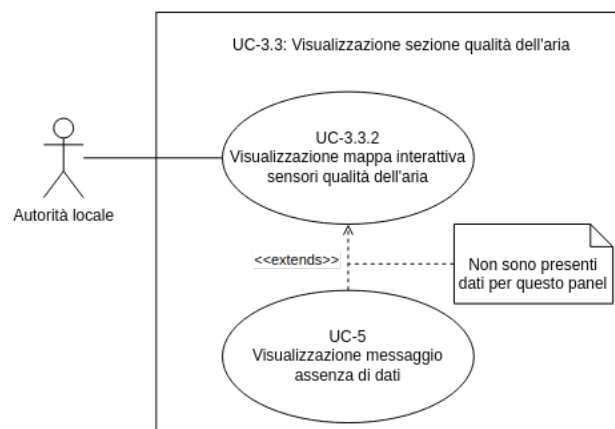 UC-3.3: Visualizzazione sezione qualità dell'aria
UC-3.3.2
Visualizzazione mappa interattiva
sensori qualità dell'aria
Autorità locale
<<extends>>
Non sono presenti
dati per questo panel
UC-5
Visualizzazione messaggio
assenza di dati